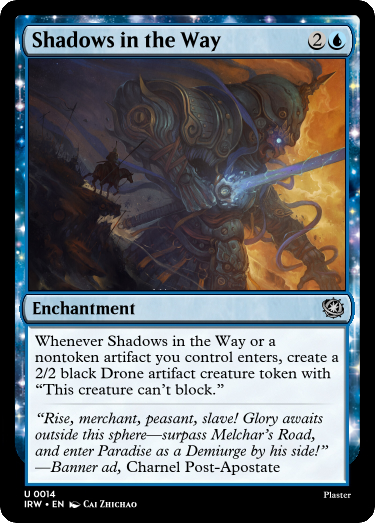 Shadows in the Way 2
Enchantment
Whenever Shadows in the Way or a
nontoken artifact you control enters, create a
2/2 black Drone artifact creature token with
“This creature can’t block.”
“Rise, merchant, peasant, slave! Glory awaits
outside this sphere—surpass Melchar’s Road,
and enter Paradise as a Demiurge by his side!”
—Banner ad, Charnel Post-Apostate
U 0014 Plaster
IRW • EN Cai Zhichao